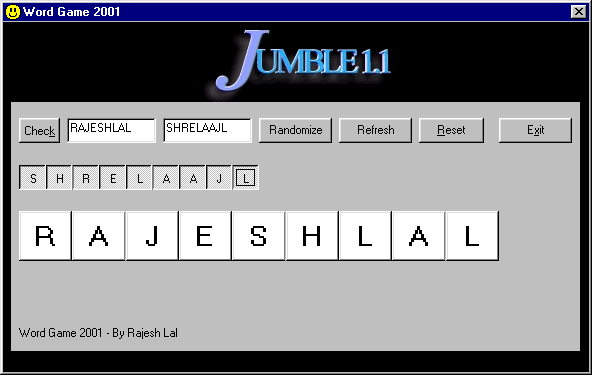 Word Game 2001
JUMBLE 1.1
Check RAJESHLAL SHRELAAJL Randomize Refresh Reset Exit
S H R E L A A J L
R A J E S H L A L
Word Game 2001 - By Rajesh Lal